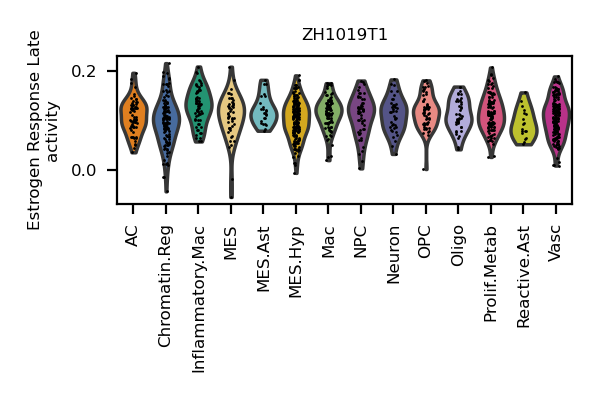 ZH1019T1
Estrogen Response Late
activity
0.2
0.0
AC
Chromatin.Reg
Inflammatory.Mac
MES
MES.Ast
MES.Hyp
Mac
NPC
Neuron
OPC
Oligo
Prolif.Metab
Reactive.Ast
Vasc